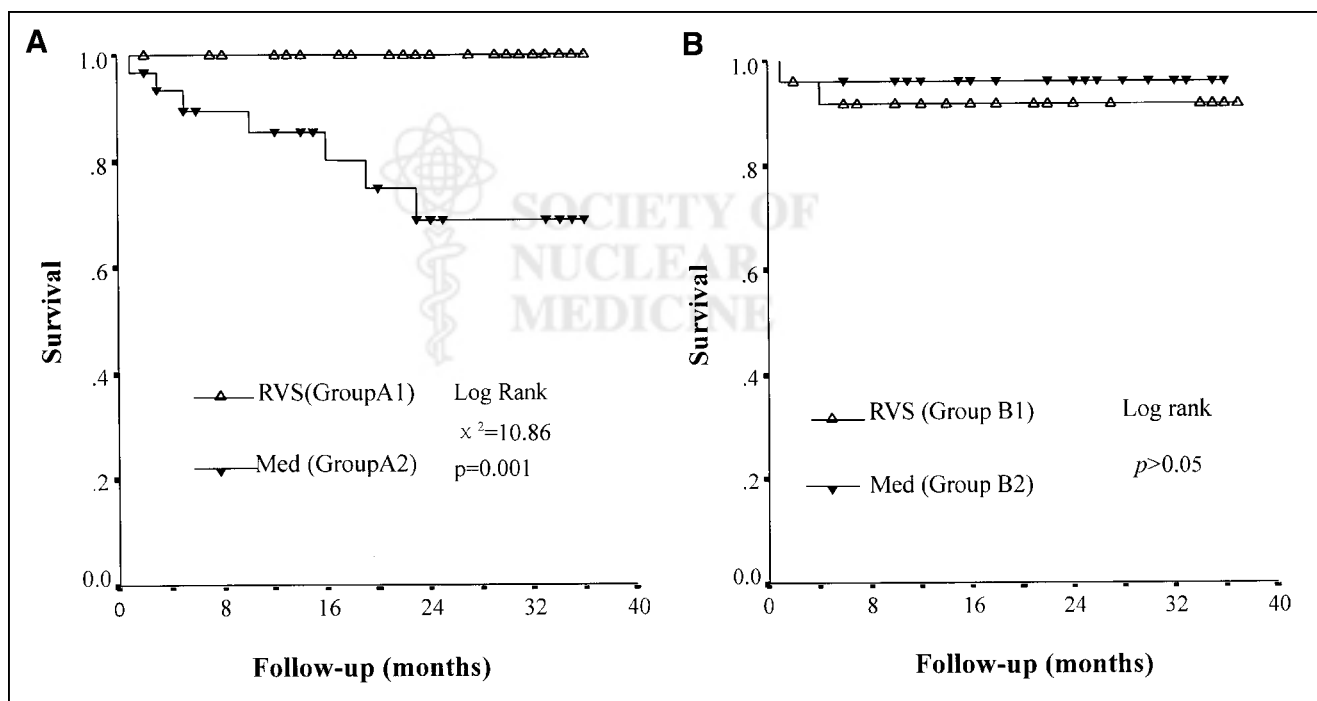 A
1.0
.8
.6
.4
.2
0.0
Survival
RVS(GroupA1)
Med (GroupA2)
Log Rank
x ²=10.86
p=0.001
0 8 16 24 32 40
Follow-up (months)
SOCIETY OF
NUCLEAR
MEDICINE
B
1.0
.8
.6
.4
.2
0.0
Survival
RVS (Group B1)
Med (Group B2)
Log rank
p>0.05
0 8 16 24 32 40
Follow-up (months)